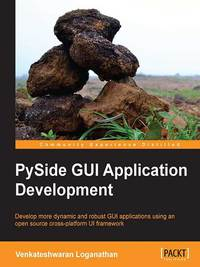 Community Experience Distilled
PySide GUI Application
Development
Develop more dynamic and robust GUI applications using an
open source cross-platform UI framework
Venkateshwaran Loganathan
PACKT
PUBLISHING